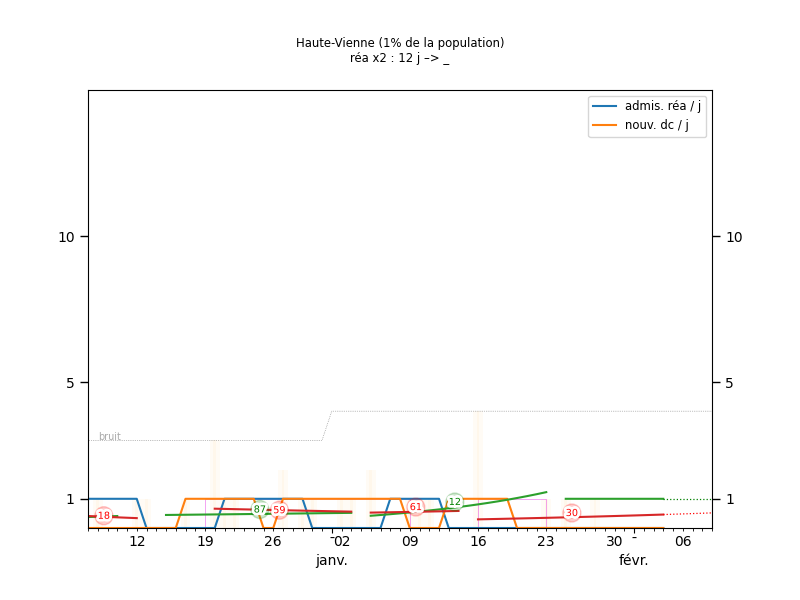 Haute-Vienne (1% de la population)
réa x2 : 12 j –> _
admis. réa / j
nouv. dc / j
10 10
5 5
bruit
1 1
18 87 59 61 12 30
12 19 26 02 09 16 23 30 06
janv. févr.